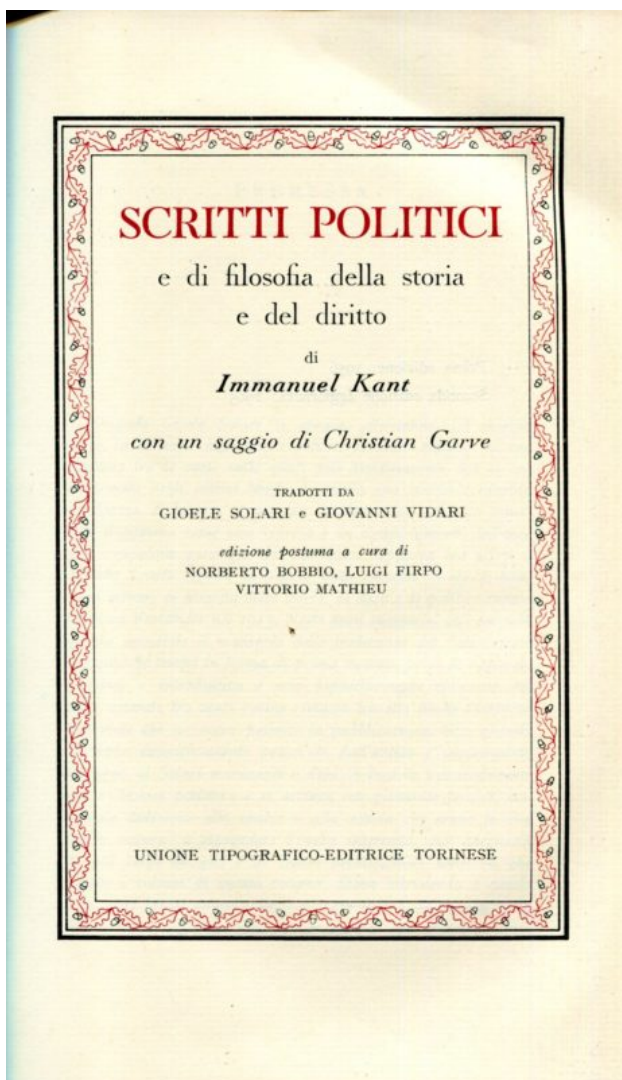 SCRITTI POLITICI
e di filosofia della storia
e del diritto
di
Immanuel Kant
con un saggio di Christian Garve
TRADOTTI DA
GIOELE SOLARI e GIOVANNI VIDARI
edizione postuma a cura di
NORBERTO BOBBIO, LUIGI FIRPO
VITTORIO MATHIEU
UNIONE TIPOGRAFICO-EDITRICE TORINESE